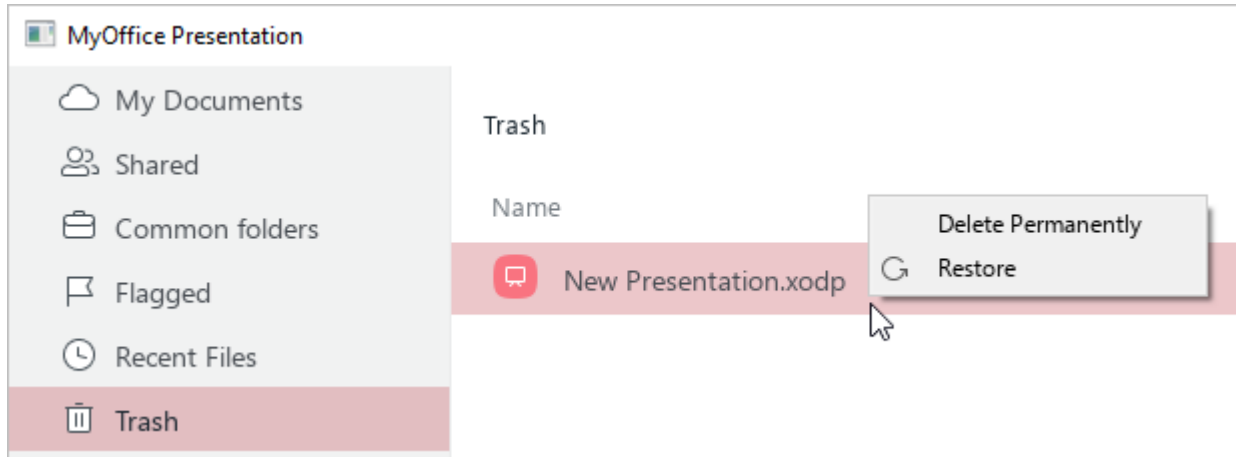 MyOffice Presentation
My Documents
Shared
Common folders
Flagged
Recent Files
Trash
Trash
Name
New Presentation.xodp
Delete Permanently
Restore